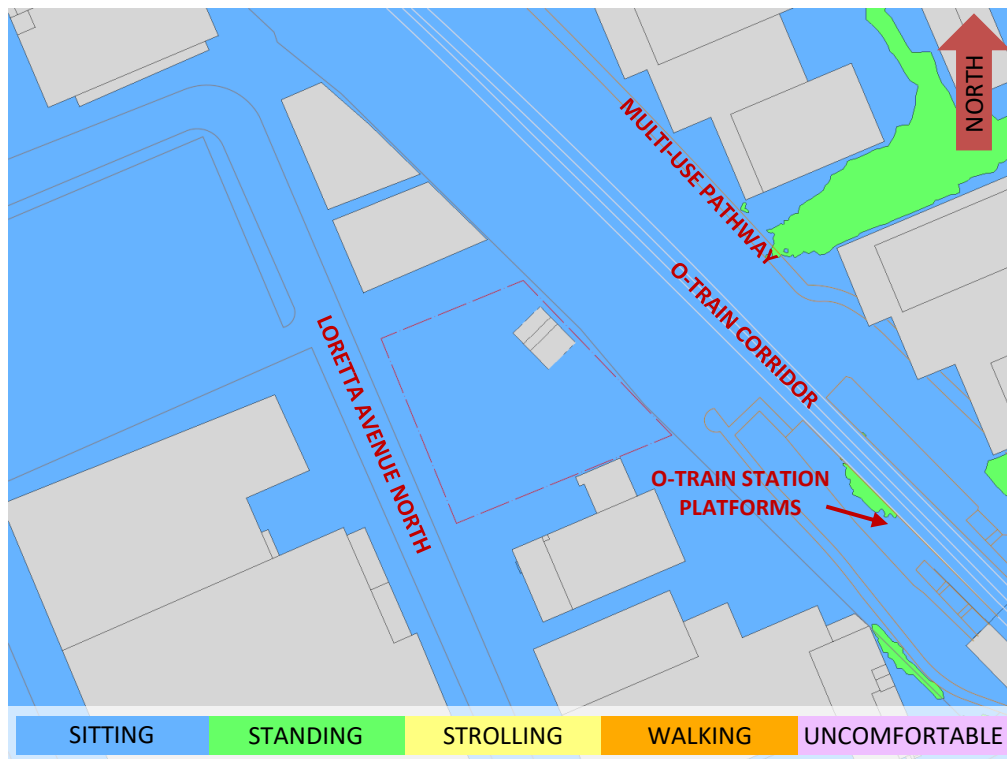 NORTH
MULTI-USE PATHWAY
O-TRAIN CORRIDOR
LORETTA AVENUE NORTH
O-TRAIN STATION
PLATFORMS
SITTING
STANDING
STROLLING
WALKING
UNCOMFORTABLE